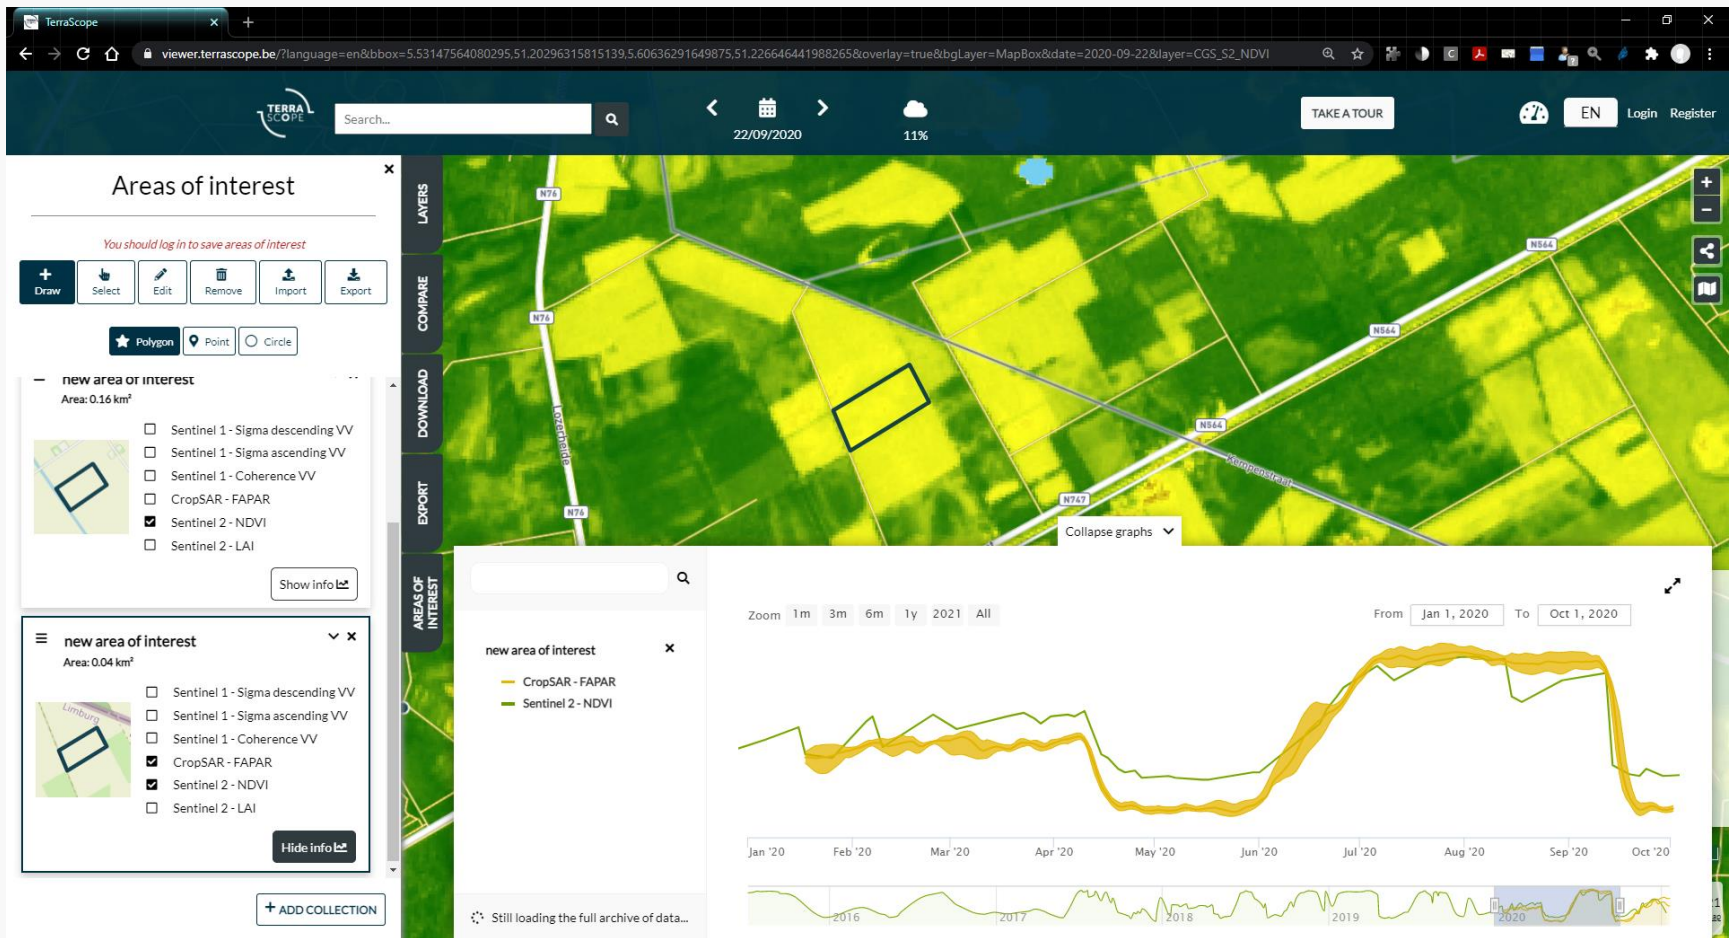 TerraScope
viewer.terrascope.be/?language=en&bbox=5.53147564080295,51.20296315815139,5.60636291649875,51.226646441988265&overlay=true&bgLayer=MapBox&date=2020-09-22&layer=CGS_S2_NDVI
TERRA
SCOPE
Search...
22/09/2020
11%
TAKE A TOUR
EN
Login
Register
Areas of interest
You should log in to save areas of interest
Draw
Select
Edit
Remove
Import
Export
Polygon
Point
Circle
new area of interest
Area: 0.16 km²
Sentinel 1 - Sigma descending VV
Sentinel 1 - Sigma ascending VV
Sentinel 1 - Coherence VV
CropSAR - FAPAR
Sentinel 2 - NDVI
Sentinel 2 - LAI
Show info
new area of interest
Area: 0.04 km²
Limburg
Sentinel 1 - Sigma descending VV
Sentinel 1 - Sigma ascending VV
Sentinel 1 - Coherence VV
CropSAR - FAPAR
Sentinel 2 - NDVI
Sentinel 2 - LAI
Hide info
+ ADD COLLECTION
LAYERS
COMPARE
DOWNLOAD
EXPORT
AREAS OF
INTEREST
N76
N564
N76
N564
N564
Lozerheide
Kempenstraat
N747
N76
Collapse graphs
Zoom 1m 3m 6m 1y 2021 All
From Jan 1, 2020 To Oct 1, 2020
new area of interest
CropSAR - FAPAR
Sentinel 2 - NDVI
Jan '20 Feb '20 Mar '20 Apr '20 May '20 Jun '20 Jul '20 Aug '20 Sep '20 Oct '20
2016 2017 2018 2019 2020
Still loading the full archive of data...